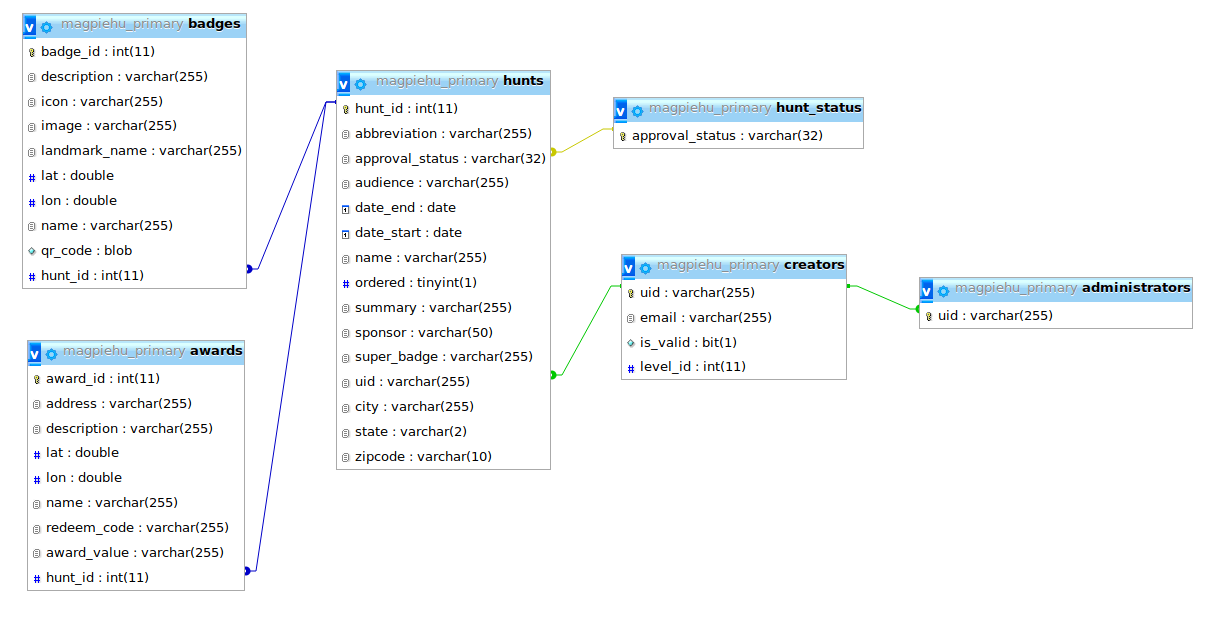 v magpiehu_primary badges
badge_id : int(11)
description : varchar(255)
icon : varchar(255)
image : varchar(255)
landmark_name : varchar(255)
# lat : double
# lon : double
name : varchar(255)
qr_code : blob
# hunt_id : int(11)
v magpiehu_primary awards
award_id : int(11)
address : varchar(255)
description : varchar(255)
# lat : double
# lon : double
name : varchar(255)
redeem_code : varchar(255)
award_value : varchar(255)
# hunt_id : int(11)
v magpiehu_primary hunts
hunt_id : int(11)
abbreviation : varchar(255)
approval_status : varchar(32)
audience : varchar(255)
date_end : date
date_start : date
name : varchar(255)
# ordered : tinyint(1)
summary : varchar(255)
sponsor : varchar(50)
super_badge : varchar(255)
uid : varchar(255)
city : varchar(255)
state : varchar(2)
zipcode : varchar(10)
v magpiehu_primary hunt_status
approval_status : varchar(32)
v magpiehu_primary creators
uid : varchar(255)
email : varchar(255)
is_valid : bit(1)
# level_id : int(11)
v magpiehu_primary administrators
uid : varchar(255)